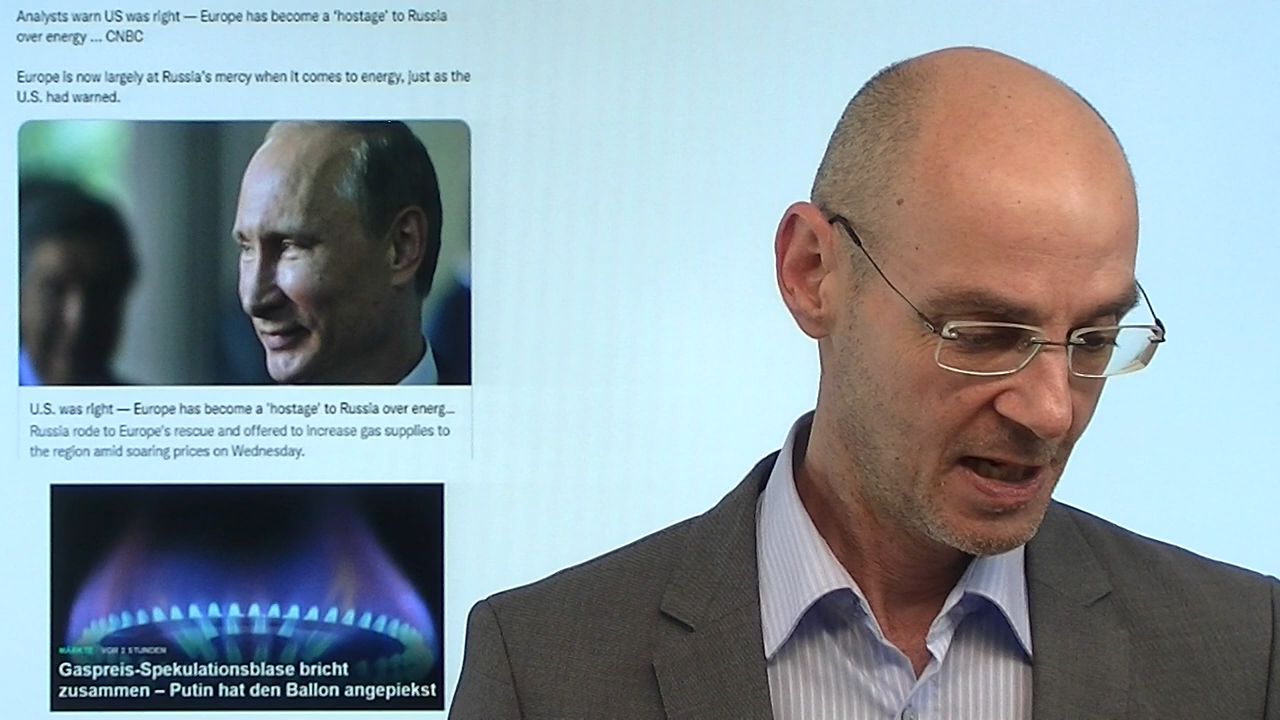 Analysts warn US was right — Europe has become a 'hostage' to Russia
over energy ... CNBC
Europe is now largely at Russia's mercy when it comes to energy, just as the
U.S. had warned.
U.S. was right — Europe has become a 'hostage' to Russia over energ...
Russia rode to Europe's rescue and offered to increase gas supplies to
the region amid soaring prices on Wednesday.
MÄRKTE VOR 2 STUNDEN
Gaspreis-Spekulationsblase bricht
zusammen – Putin hat den Ballon angepiekst